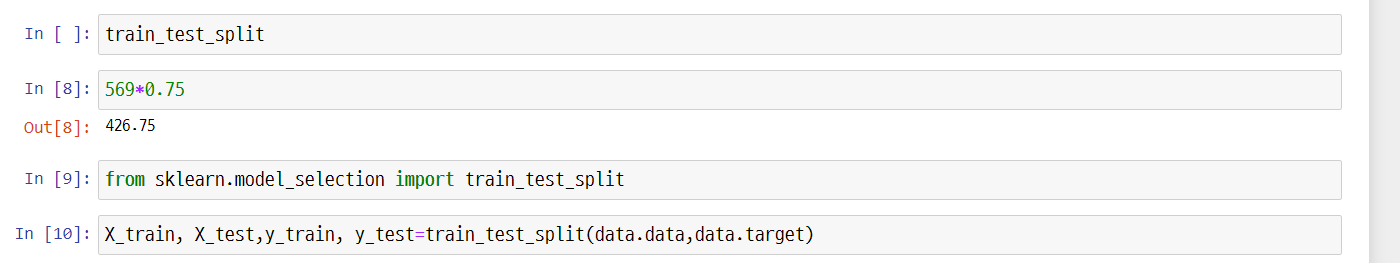 In [ ]: train_test_split
In [8]: 569*0.75
Out[8]: 426.75
In [9]: from sklearn.model_selection import train_test_split
In [10]: X_train, X_test,y_train, y_test=train_test_split(data.data,data.target)